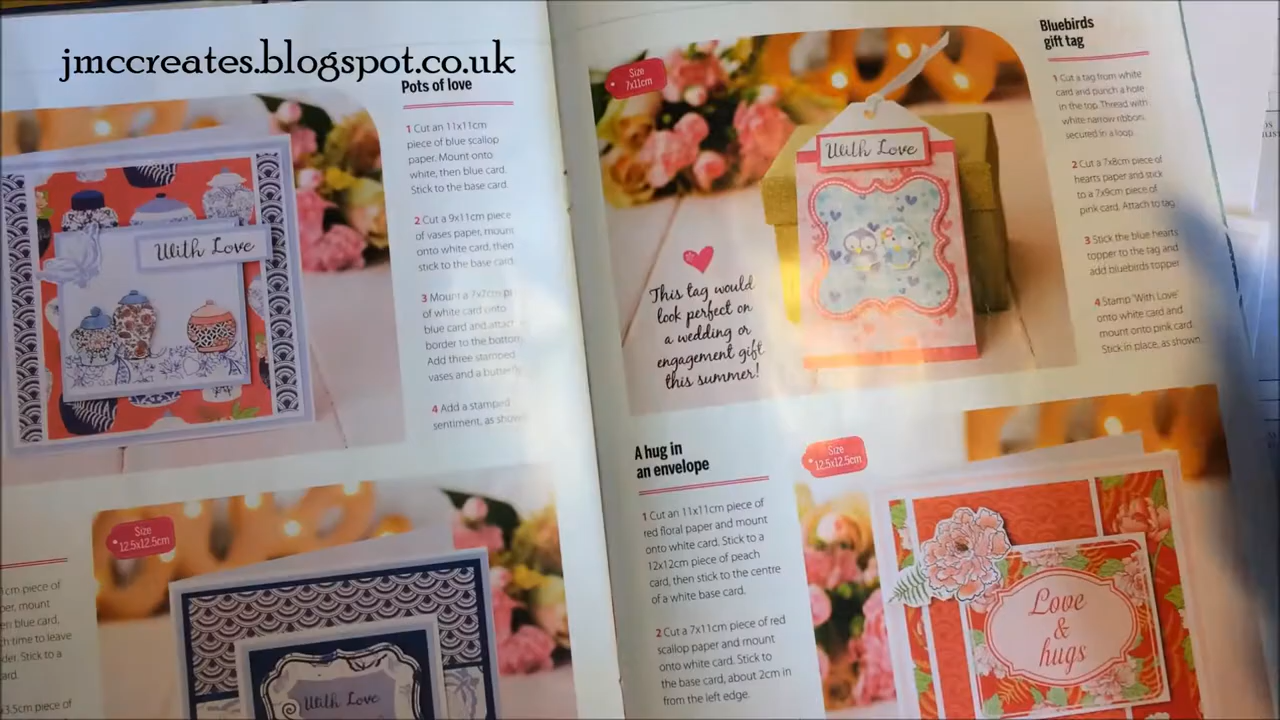 jmccreates.blogspot.co.uk
Pots of love
1 Cut an 11x11cm
piece of blue scallop
paper. Mount onto
white, then blue card.
Stick to the base card.
2 Cut a 9x11cm piece
of vases paper, mount
onto white card, then
stick to the base card.
3 Mount a 7x7cm
of white card onto
blue card and attach
border to the bottom.
Add three stamped
vases and a
4 Add a stamped
sentiment, as
With Love
Size
12.5x12.5cm
With Love
piece of
mount
blue card,
time to leave
Stick to a
card.
piece of
Size
7x11cm
With Love
This tag would
look perfect on
a wedding or
engagement gift
this summer!
Bluebirds
gift tag
1 Cut a tag from white
card and punch a hole
in the top. Thread with
white narrow ribbon,
secured in a loop.
2 Cut a 7x8cm piece of
hearts paper and stick
to a 7x9cm piece of
pink card. Attach to tag.
3 Stick the blue hearts
topper to the tag and
add bluebirds topper
4 Stamp "With Love"
onto white card and
mount onto pink card.
Stick in place, as shown.
A hug in
an envelope
1 Cut an 11x11cm piece of
red floral paper and mount
onto white card. Stick to a
12x12cm piece of peach
card, then stick to the centre
of a white base card.
2 Cut a 7x11cm piece of red
scallop paper and mount
onto white card. Stick to
the base card, about 2cm in
from the left edge.
Size
12.5x12.5cm
Love
&
hugs